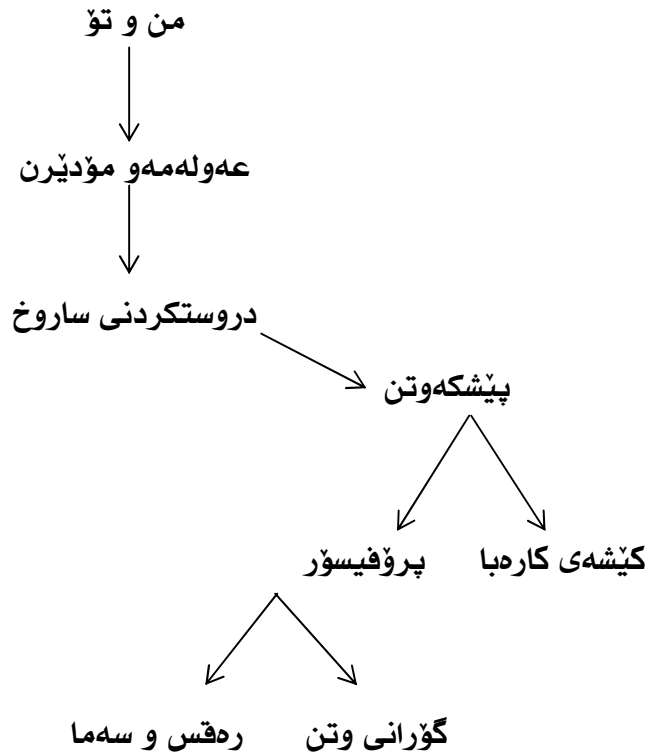 من و تۆ
عەولەمەو مۆدێرن
دروستکردنی ساروخ
پێشکەوتن
پرۆفیسۆر کێشەی کارەبا
رەقس و سەما گۆرانی وتن